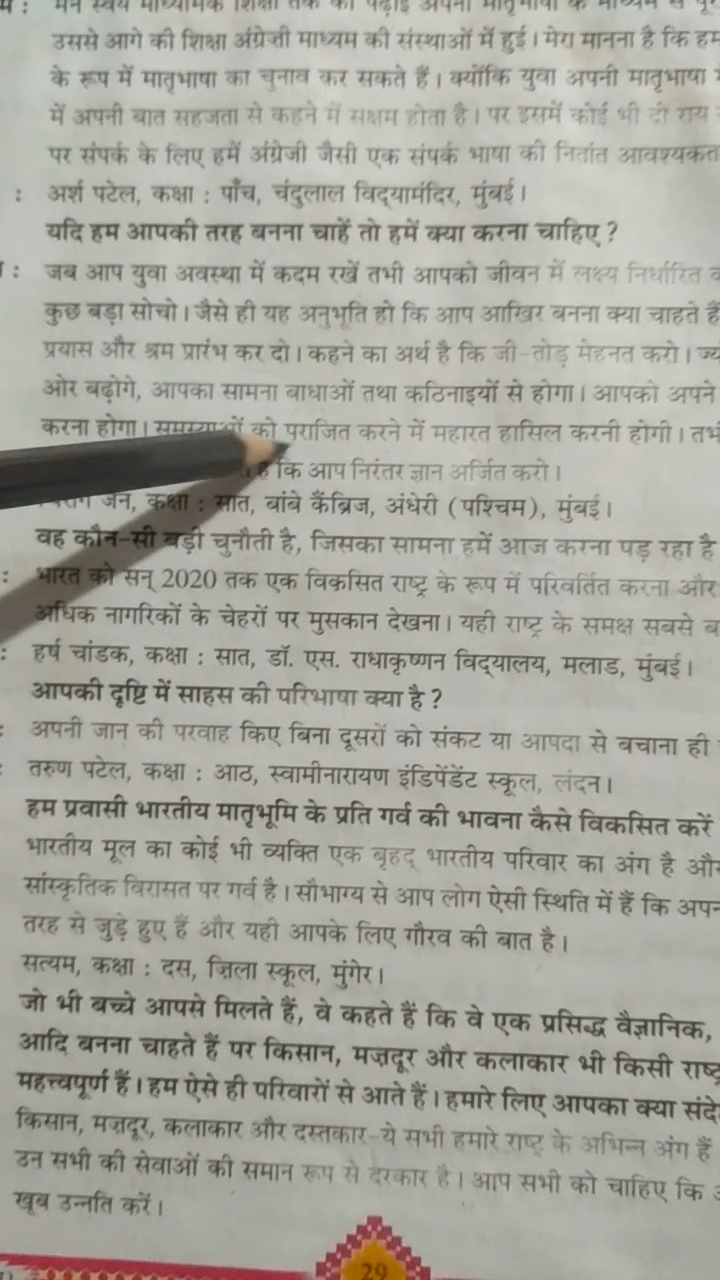 उससे आगे की शिक्षा अंग्रेजी माध्यम की संस्थाओं में हुई। मेरा मानना है कि हम
के रूप में मातृभाषा का चुनाव कर सकते हैं। क्योंकि युवा अपनी मातृभाषा
में अपनी बात सहजता से कहने में सक्षम होता है। पर इसमें कोई भी दो राय
पर संपर्क के लिए हमें अंग्रेजी जैसी एक संपर्क भाषा की नितांत आवश्यकत
: अर्श पटेल, कक्षा : पाँच, चंदुलाल विद्यामंदिर, मुंबई।
यदि हम आपकी तरह बनना चाहें तो हमें क्या करना चाहिए ?
: जब आप युवा अवस्था में कदम रखें तभी आपको जीवन में लक्ष्य निर्धारित
कुछ बड़ा सोचो। जैसे ही यह अनुभूति हो कि आप आखिर बनना क्या चाहते हैं
प्रयास और श्रम प्रारंभ कर दो। कहने का अर्थ है कि जी-तोड़ मेहनत करो।
ओर बढ़ोगे, आपका सामना बाधाओं तथा कठिनाइयों से होगा। आपको अपने
करना होगा। समस्याओं को पराजित करने में महारत हासिल करनी होगी।
है कि आप निरंतर ज्ञान अर्जित करो।
जैन, कक्षा : सात, बांबे कैंब्रिज, अंधेरी (पश्चिम), मुंबई।
वह कौन-सी बड़ी चुनौती है, जिसका सामना हमें आज करना पड़ रहा है
: भारत को सन् 2020 तक एक विकसित राष्ट्र के रूप में परिवर्तित करना और
अधिक नागरिकों के चेहरों पर मुसकान देखना। यही राष्ट्र के समक्ष सबसे ब
: हर्ष चांडक, कक्षा : सात, डॉ. एस. राधाकृष्णन विद्यालय, मलाड, मुंबई।
आपकी दृष्टि में साहस की परिभाषा क्या है ?
: अपनी जान की परवाह किए बिना दूसरों को संकट या आपदा से बचाना ही
: तरुण पटेल, कक्षा : आठ, स्वामीनारायण इंडिपेंडेंट स्कूल, लंदन।
हम प्रवासी भारतीय मातृभूमि के प्रति गर्व की भावना कैसे विकसित करें
भारतीय मूल का कोई भी व्यक्ति एक बृहद् भारतीय परिवार का अंग है और
सांस्कृतिक विरासत पर गर्व है। सौभाग्य से आप लोग ऐसी स्थिति में हैं कि अपन
तरह से जुड़े हुए हैं और यही आपके लिए गौरव की बात है।
सत्यम, कक्षा : दस, ज़िला स्कूल, मुंगेर।
जो भी बच्चे आपसे मिलते हैं, वे कहते हैं कि वे एक प्रसिद्ध वैज्ञानिक,
आदि बनना चाहते हैं पर किसान, मज़दूर और कलाकार भी किसी राष्ट्र
महत्त्वपूर्ण हैं। हम ऐसे ही परिवारों से आते हैं। हमारे लिए आपका क्या संदे
किसान, मज़दूर, कलाकार और दस्तकार-ये सभी हमारे राष्ट्र के अभिन्न अंग हैं
उन सभी की सेवाओं की समान रूप से दरकार है। आप सभी को चाहिए कि
खूब उन्नति करें।
29